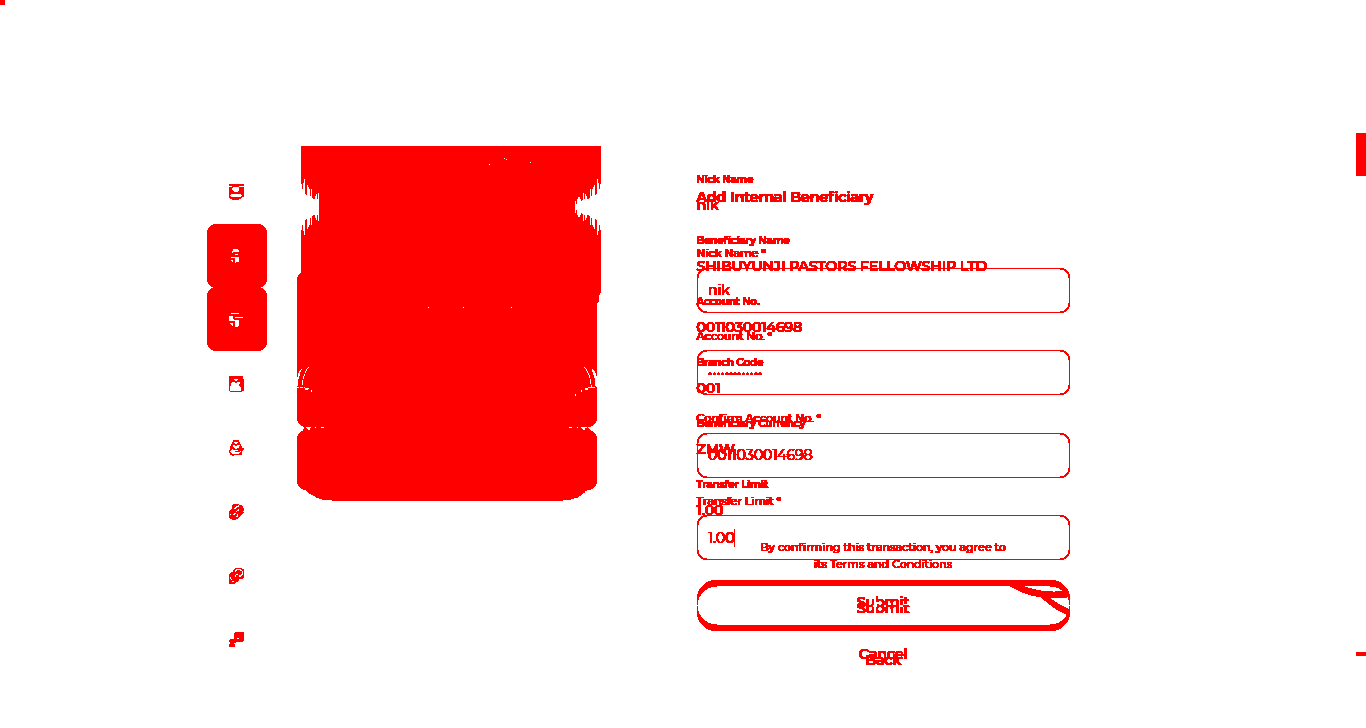 Nick Name
Add Internal Beneficiary
nik
Beneficiary Name
Nick Name *
SHIBUYUNJI PASTORS FELLOWSHIP LTD
nik
Account No.
0011030014698
Account No. *
Branch Code
•••••••••••••
001
Confirm Account No. *
Beneficiary Currency
ZMW
0011030014698
Transfer Limit
Transfer Limit *
1.00
1.00
By confirming this transaction, you agree to
its Terms and Conditions
Submit
Submit
Cancel
Back